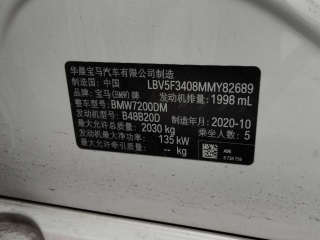 华晨宝马汽车有限公司制造
制造国: 中国 LBV5F3408MMY82689
品牌: 宝马(BMW)牌 发动机排量: 1998 mL
整车型号: BMW7200DM
发动机型号: B48B20D 制造年月: 2020-10
最大允许总质量: 2030 kg 乘坐人数: 5
发动机最大净功率: 135 kW
最大允许牵引质量: -- kg